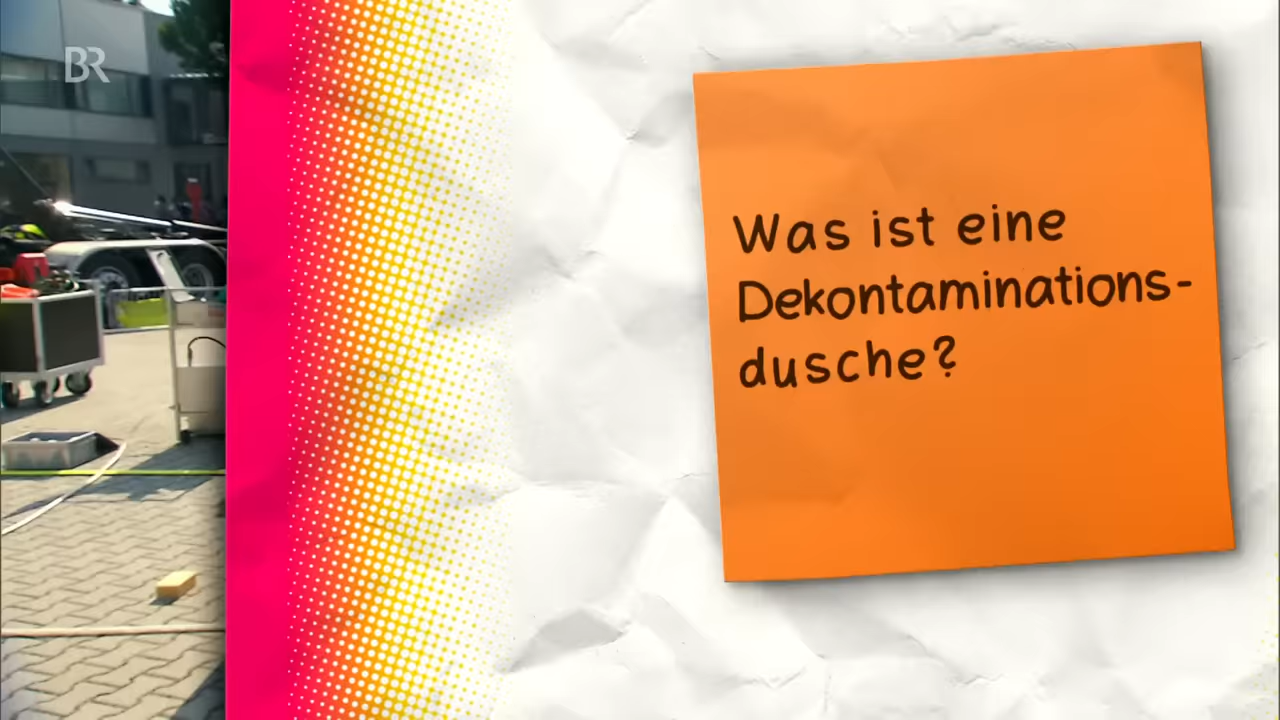 BR
Was ist eine
Dekontaminations-
dusche?